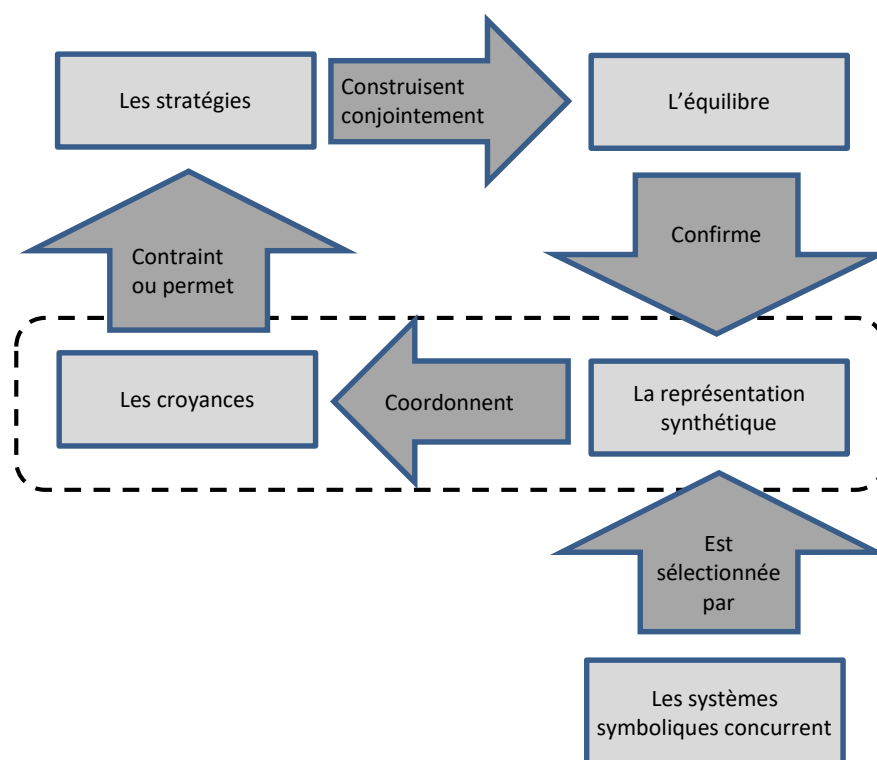 Les stratégies
Construisent
conjointement
L’équilibre
Contraint
ou permet
Confirme
Les croyances
Coordonnent
La représentation
synthétique
Est
sélectionnée
par
Les systèmes
symboliques concurrent